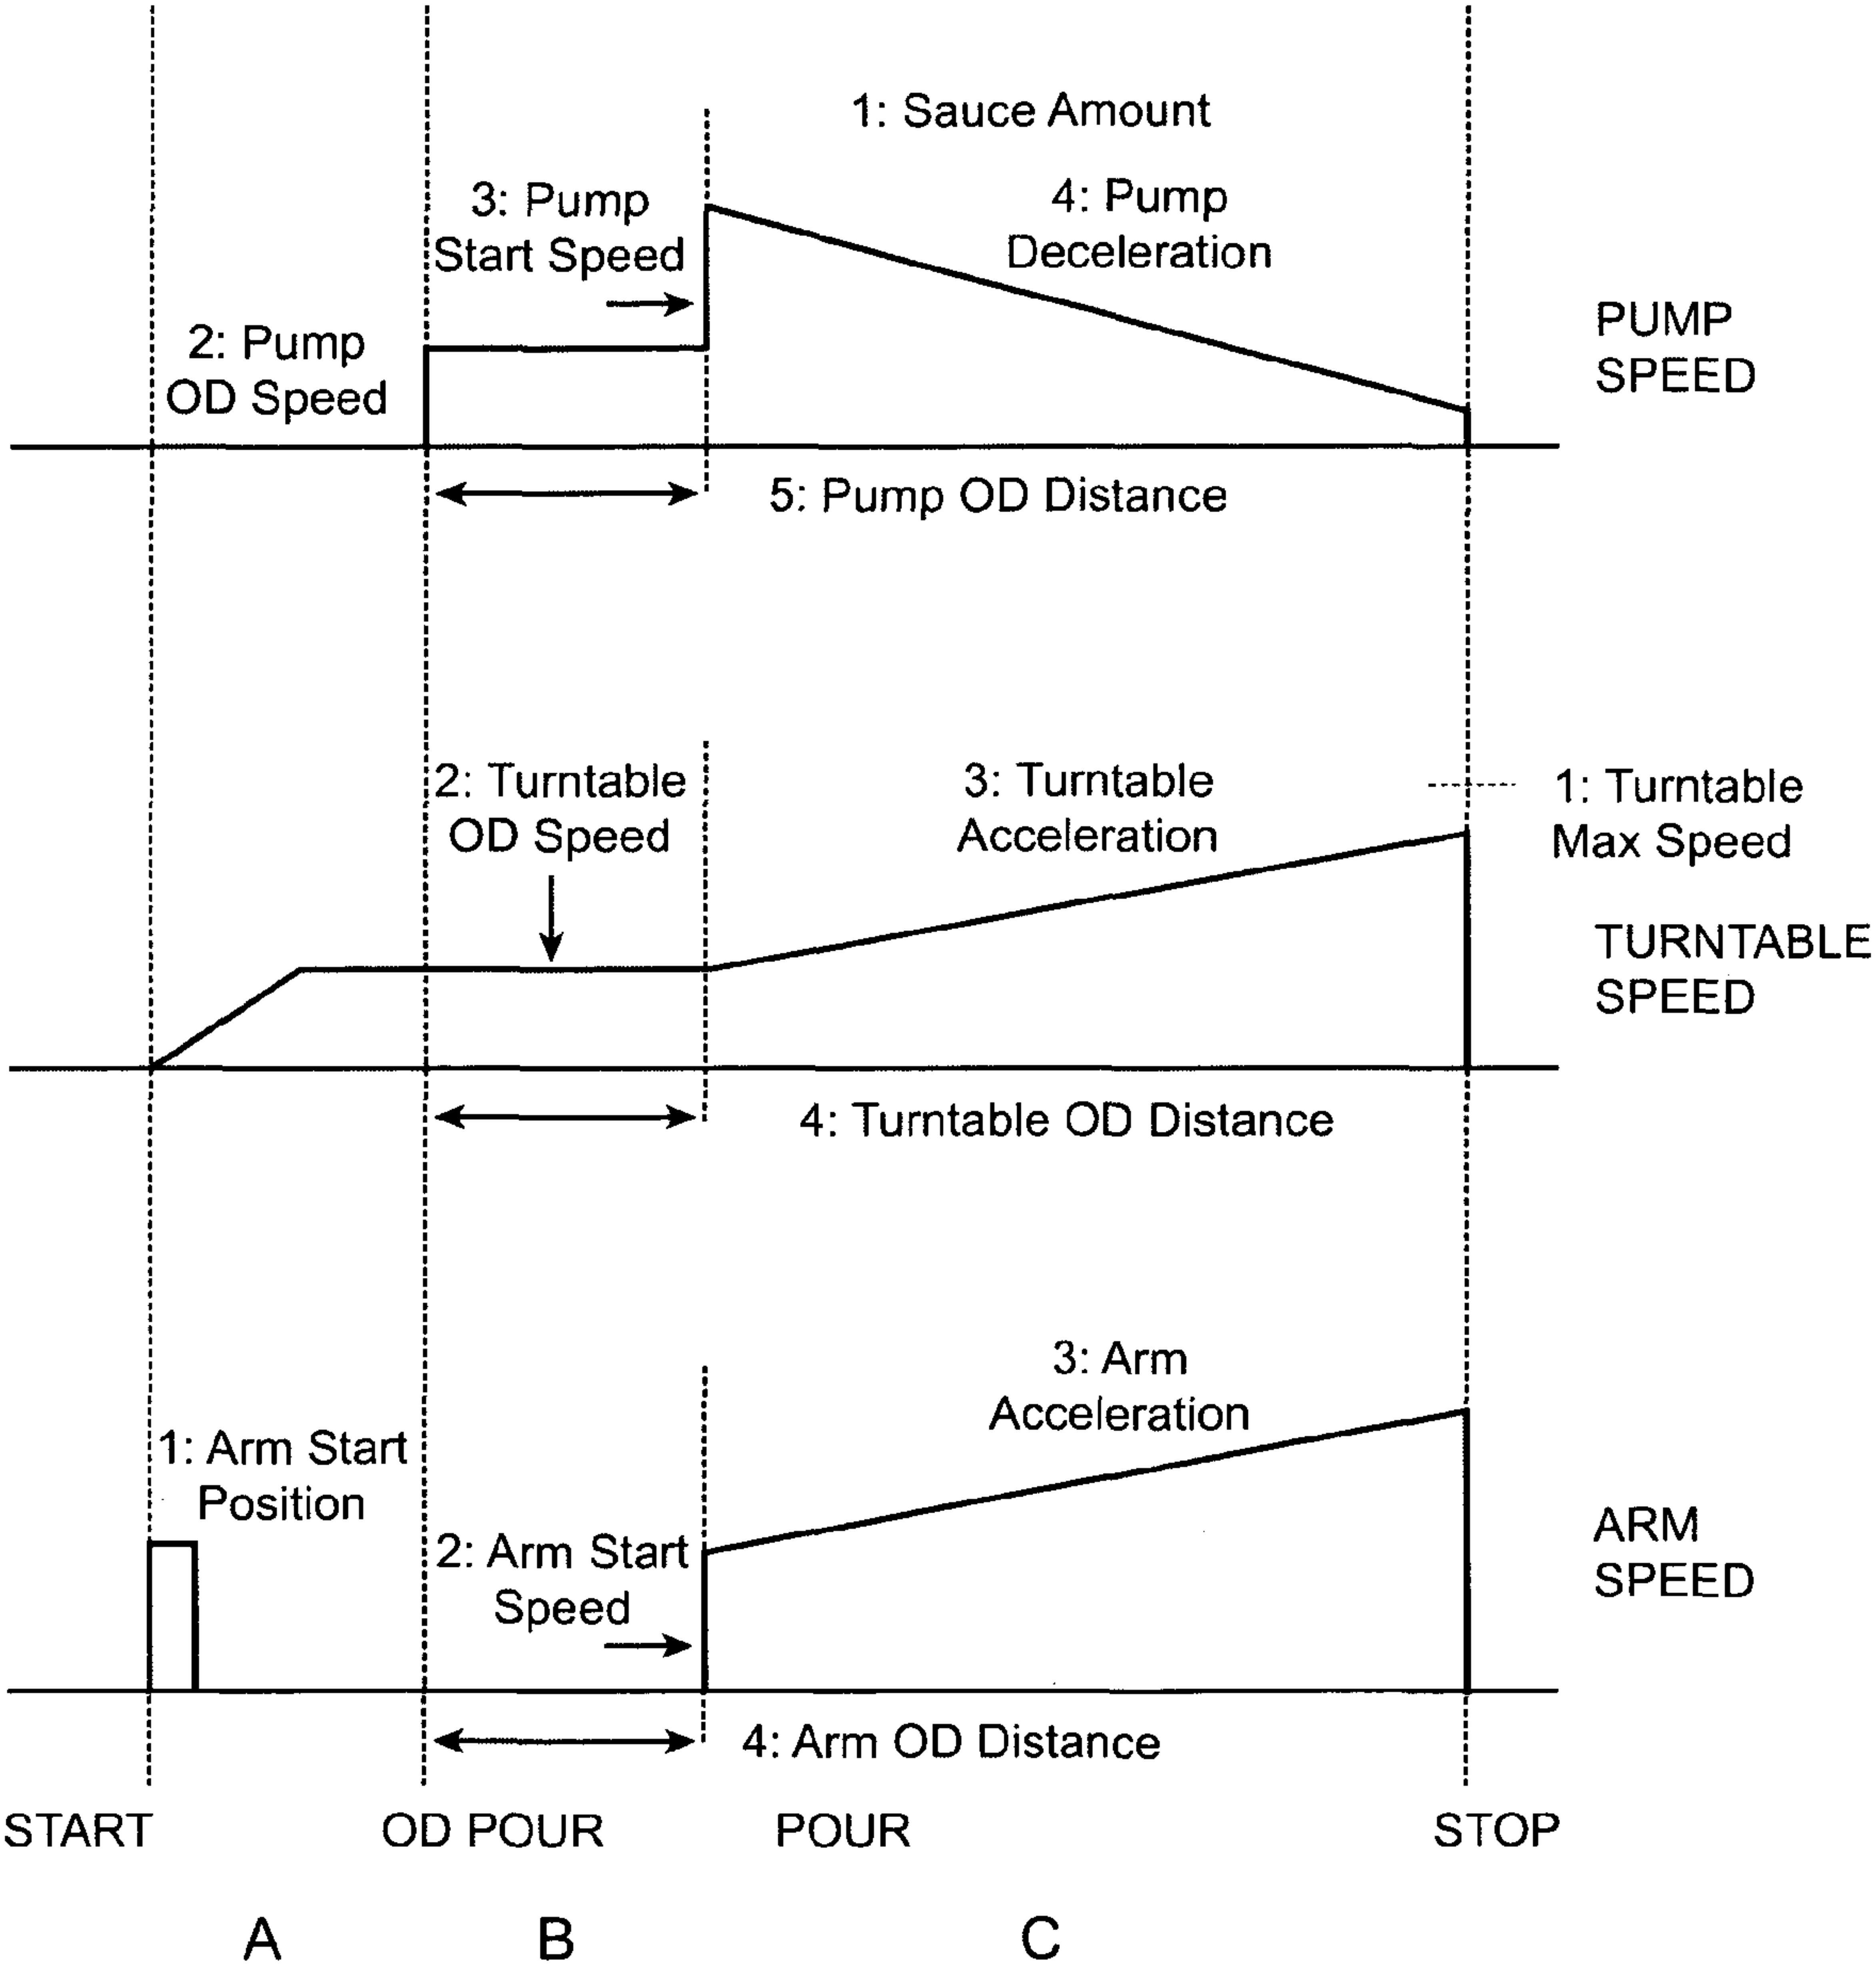 1: Sauce Amount
3: Pump
Start Speed
4: Pump
Deceleration
2: Pump
OD Speed
PUMP
SPEED
5: Pump OD Distance
2: Turntable
OD Speed
3: Turntable
Acceleration
1: Turntable
Max Speed
TURNTABLE
SPEED
4: Turntable OD Distance
3: Arm
Acceleration
1: Arm Start
Position
2: Arm Start
Speed
ARM
SPEED
4: Arm OD Distance
START
OD POUR
POUR
STOP
A
B
C